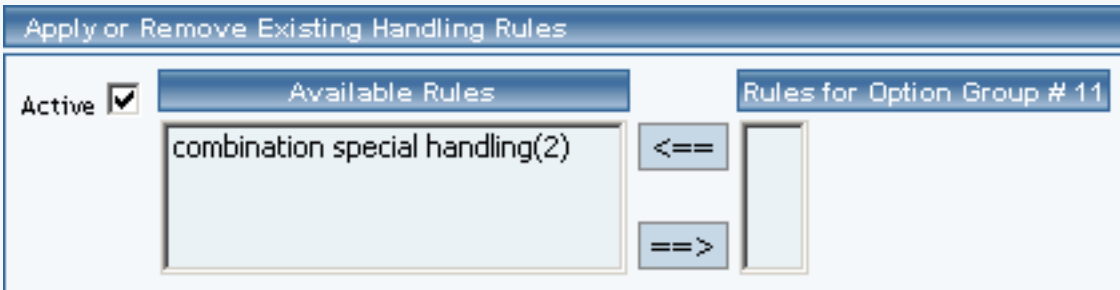 Apply or Remove Existing Handling Rules
Active
Available Rules
Rules for Option Group # 11
combination special handling(2)
<==
==>